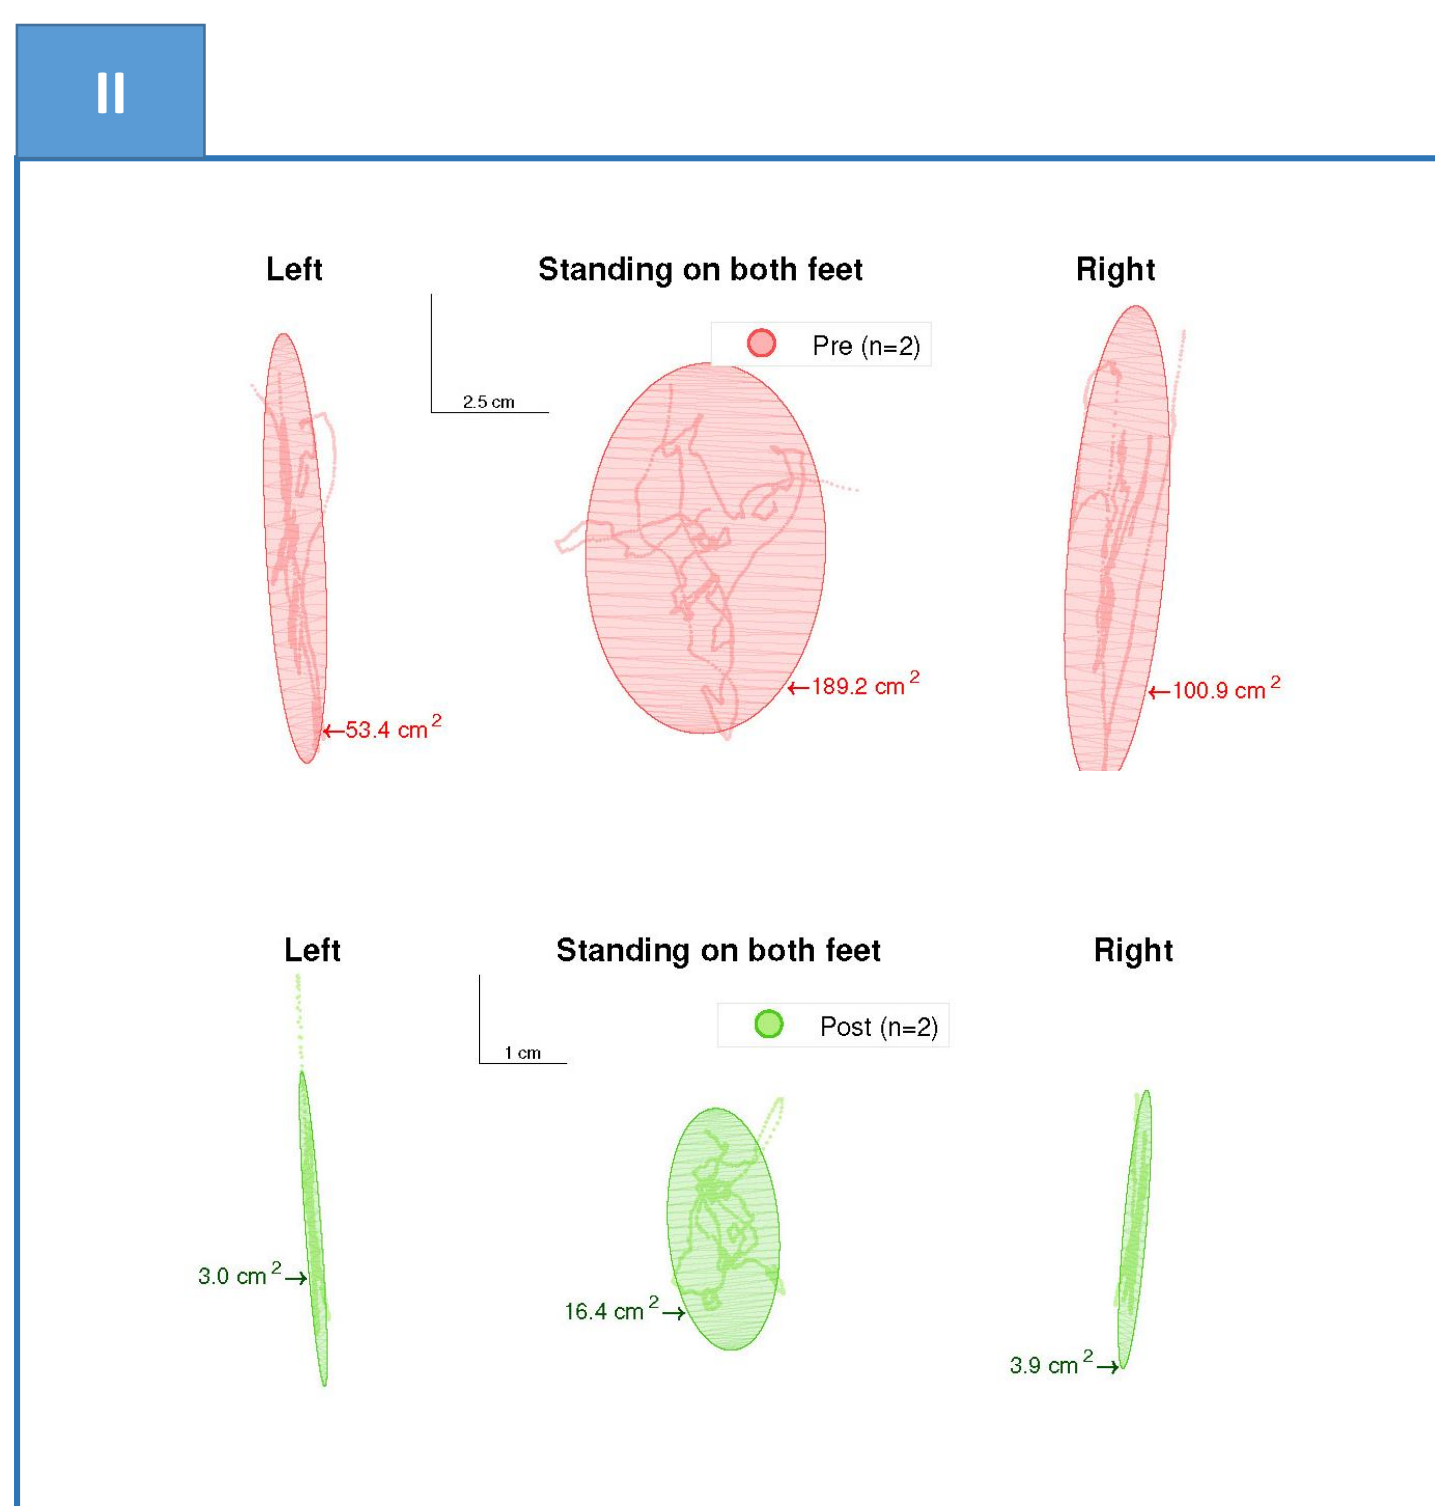 II
Left
Standing on both feet
Right
Pre (n=2)
2.5 cm
←189.2 cm²
←100.9 cm²
←53.4 cm²
Left
Standing on both feet
Right
Post (n=2)
1 cm
3.0 cm²→
16.4 cm²→
3.9 cm²→